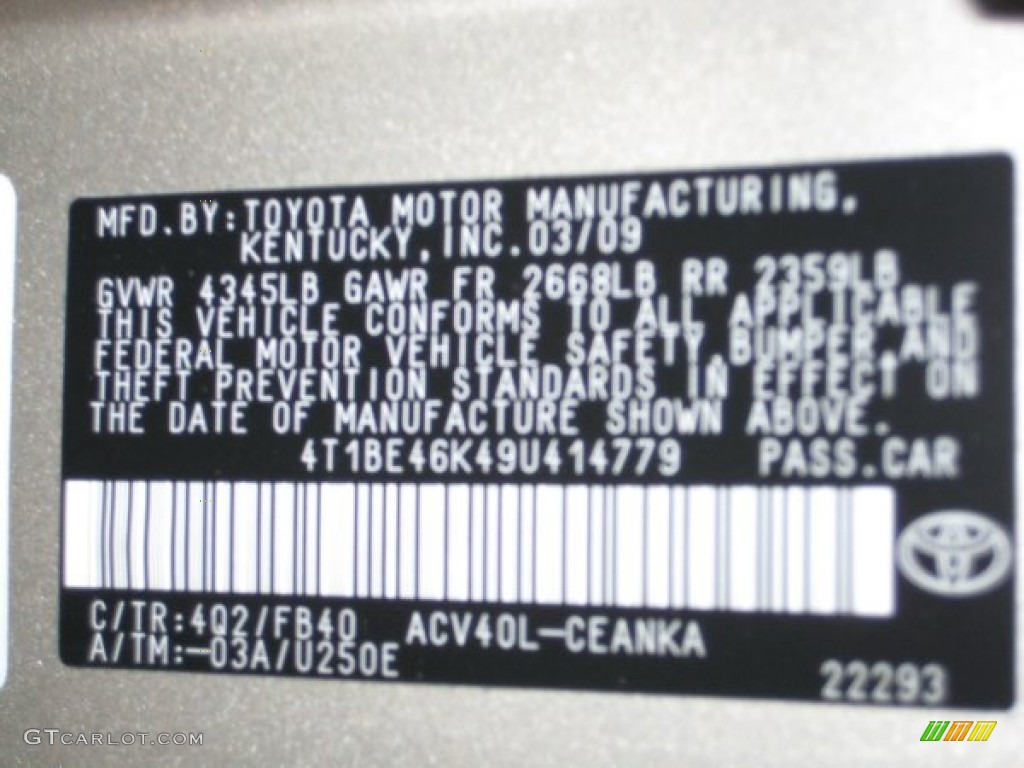 MFD.BY:TOYOTA MOTOR MANUFACTURING,
KENTUCKY,INC.03/09
GVWR 4345LB GAWR FR 2668LB RR 2359LB
THIS VEHICLE CONFORMS TO ALL APPLICABLE
FEDERAL MOTOR VEHICLE SAFETY,BUMPER,AND
THEFT PREVENTION STANDARDS IN EFFECT ON
THE DATE OF MANUFACTURE SHOWN ABOVE.
4T1BE46K49U414779 PASS.CAR
C/TR:4Q2/FB40 ACV40L-CEANKA
A/TM:-03A/U250E
22293
GTCARLOT.COM